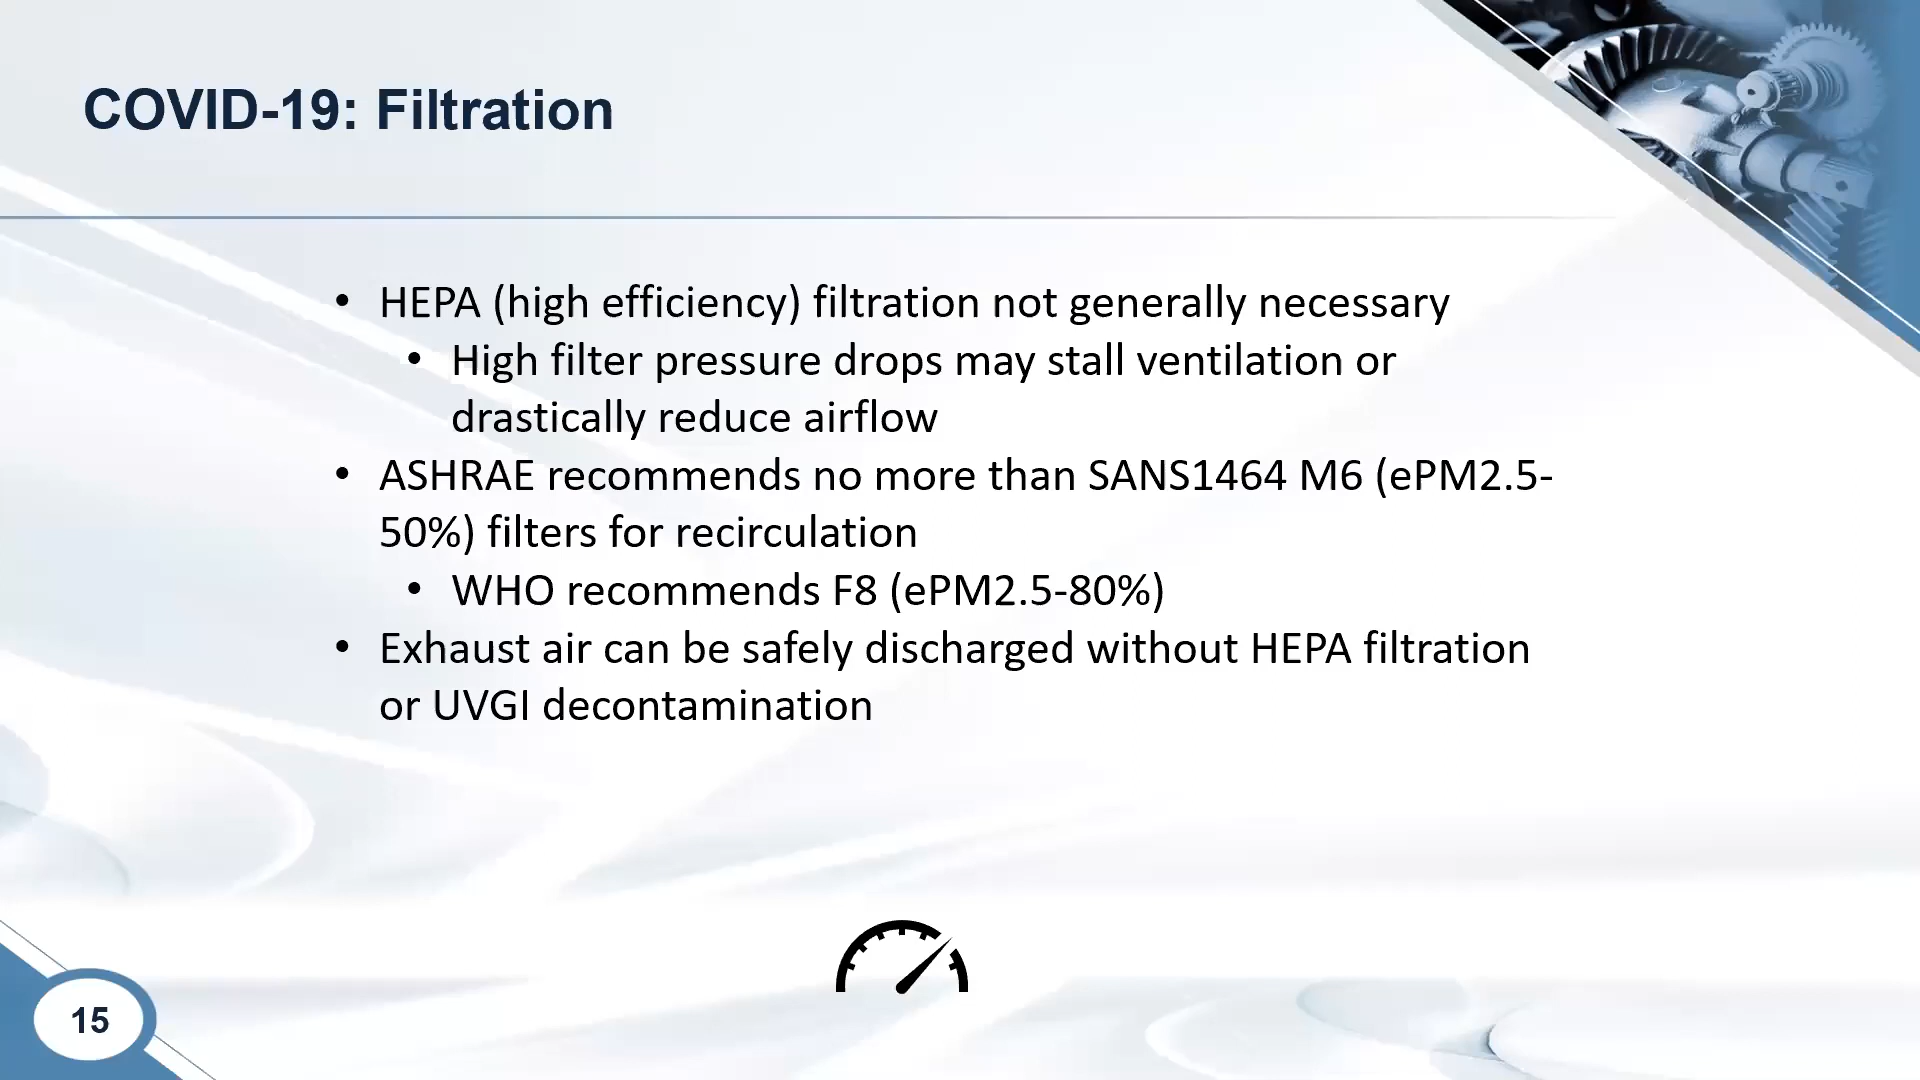 COVID-19: Filtration
• HEPA (high efficiency) filtration not generally necessary
• High filter pressure drops may stall ventilation or
drastically reduce airflow
• ASHRAE recommends no more than SANS1464 M6 (ePM2.5-
50%) filters for recirculation
• WHO recommends F8 (ePM2.5-80%)
• Exhaust air can be safely discharged without HEPA filtration
or UVGI decontamination
15